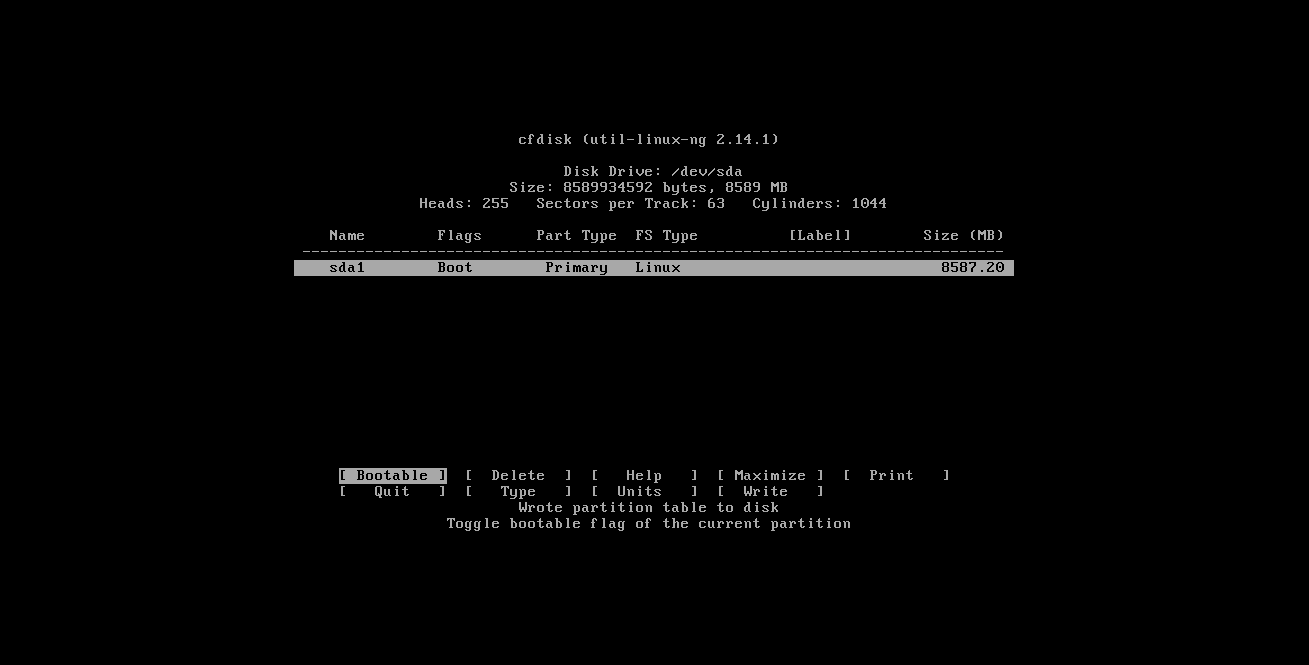 cfdisk (util-linux-ng 2.14.1)
Disk Drive: /dev/sda
Size: 8589934592 bytes, 8589 MB
Heads: 255   Sectors per Track: 63   Cylinders: 1044
Name        Flags      Part Type  FS Type          [Label]        Size (MB)
------------------------------------------------------------------------------
sda1        Boot        Primary   Linux                             8587.20
[ Bootable ]  [  Delete  ]  [   Help   ]  [ Maximize ]  [  Print   ]
[   Quit   ]  [   Type   ]  [  Units   ]  [  Write   ]
Wrote partition table to disk
Toggle bootable flag of the current partition